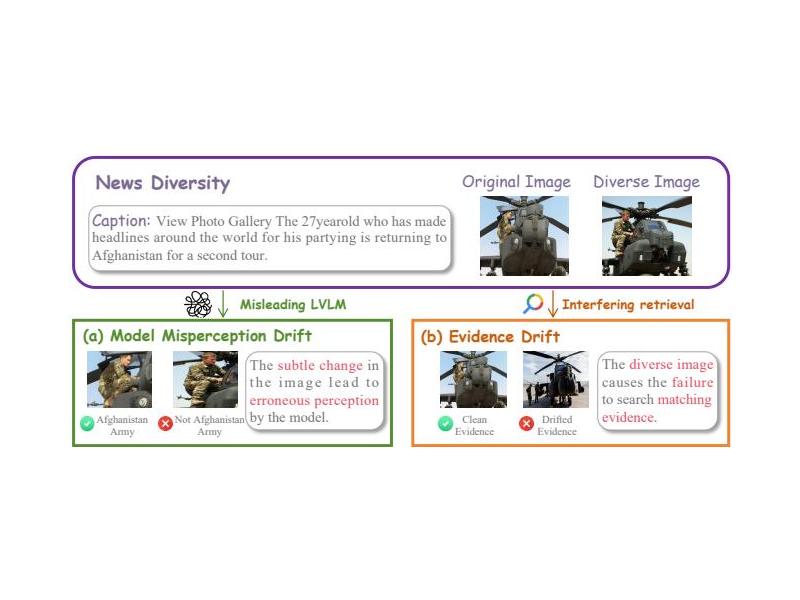 News Diversity
Original Image
Diverse Image
Caption: View Photo Gallery The 27yearold who has made
headlines around the world for his partying is returning to
Afghanistan for a second tour.
Misleading LVLM
Interfering retrieval
(a) Model Misperception Drift
The subtle change in
the image lead to
erroneous perception
by the model.
Afghanistan
Army
Not Afghanistan
Army
(b) Evidence Drift
The diverse image
causes the failure
to search matching
evidence.
Clean
Evidence
Drifted
Evidence